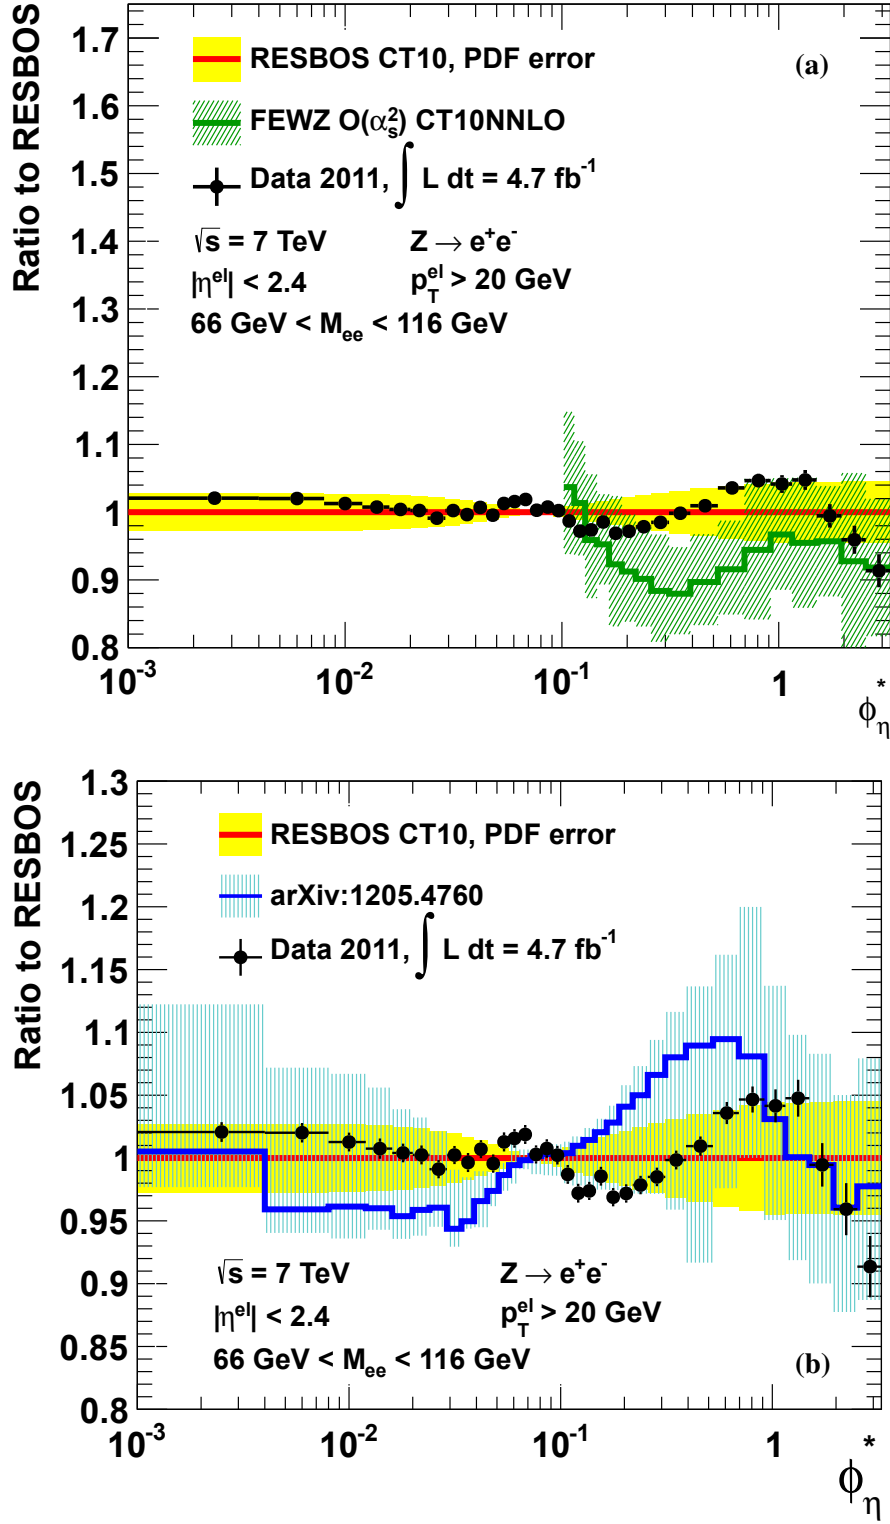 Ratio to RESBOS
1.7
1.6
1.5
1.4
1.3
1.2
1.1
1
0.9
0.8
RESBOS CT10, PDF error
(a)
FEWZ O(α_s^2) CT10NNLO
Data 2011, ∫ L dt = 4.7 fb^-1
√s = 7 TeV Z → e^+e^-
|η^el| < 2.4 p_T^el > 20 GeV
66 GeV < M_ee < 116 GeV
10^-3 10^-2 10^-1 1
ϕ_η^*
Ratio to RESBOS
1.3
1.25
1.2
1.15
1.1
1.05
1
0.95
0.9
0.85
0.8
RESBOS CT10, PDF error
arXiv:1205.4760
Data 2011, ∫ L dt = 4.7 fb^-1
√s = 7 TeV Z → e^+e^-
|η^el| < 2.4 p_T^el > 20 GeV
66 GeV < M_ee < 116 GeV
(b)
10^-3 10^-2 10^-1 1
ϕ_η^*